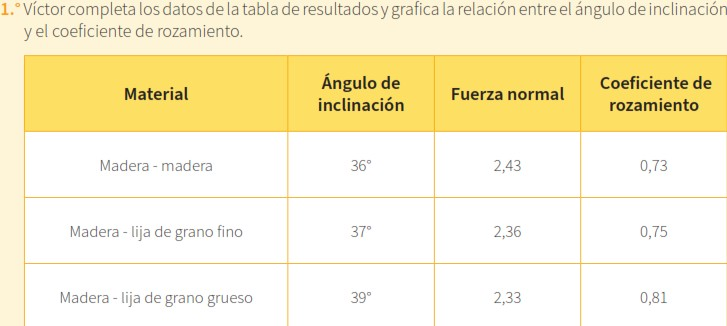 1.° Víctor completa los datos de la tabla de resultados y grafica la relación entre el ángulo de inclinación
y el coeficiente de rozamiento.
Material Ángulo de inclinación Fuerza normal Coeficiente de rozamiento
Madera - madera 36° 2,43 0,73
Madera - lija de grano fino 37° 2,36 0,75
Madera - lija de grano grueso 39° 2,33 0,81